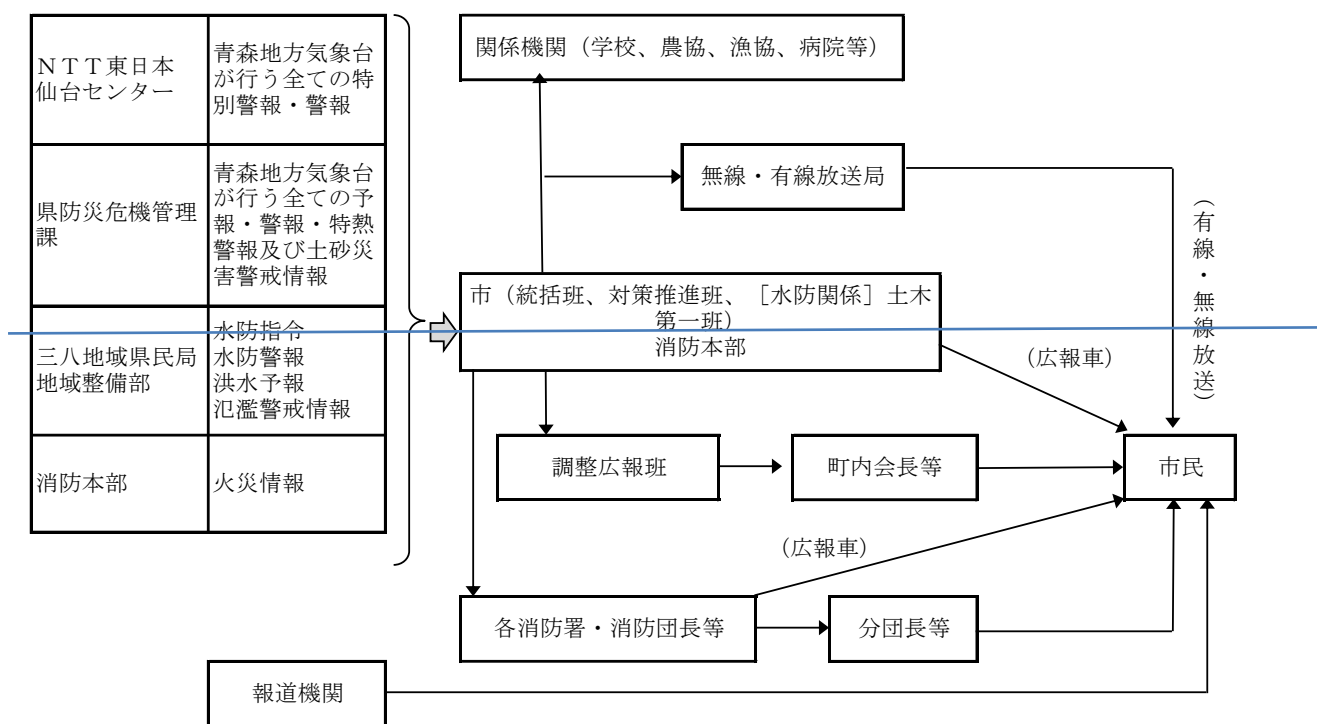 ＮＴＴ東日本
仙台センター
青森地方気象台
が行う全ての特
別警報・警報
県防災危機管理
課
青森地方気象台
が行う全ての予
報・警報・特熱
警報及び土砂災
害警戒情報
三八地域県民局
地域整備部
水防指令
水防警報
洪水予報
氾濫警戒情報
消防本部
火災情報
関係機関（学校、農協、漁協、病院等）
無線・有線放送局
（有線・無線放送）
市（統括班、対策推進班、［水防関係］土木
第一班）
消防本部
（広報車）
調整広報班
町内会長等
市民
（広報車）
各消防署・消防団長等
分団長等
報道機関